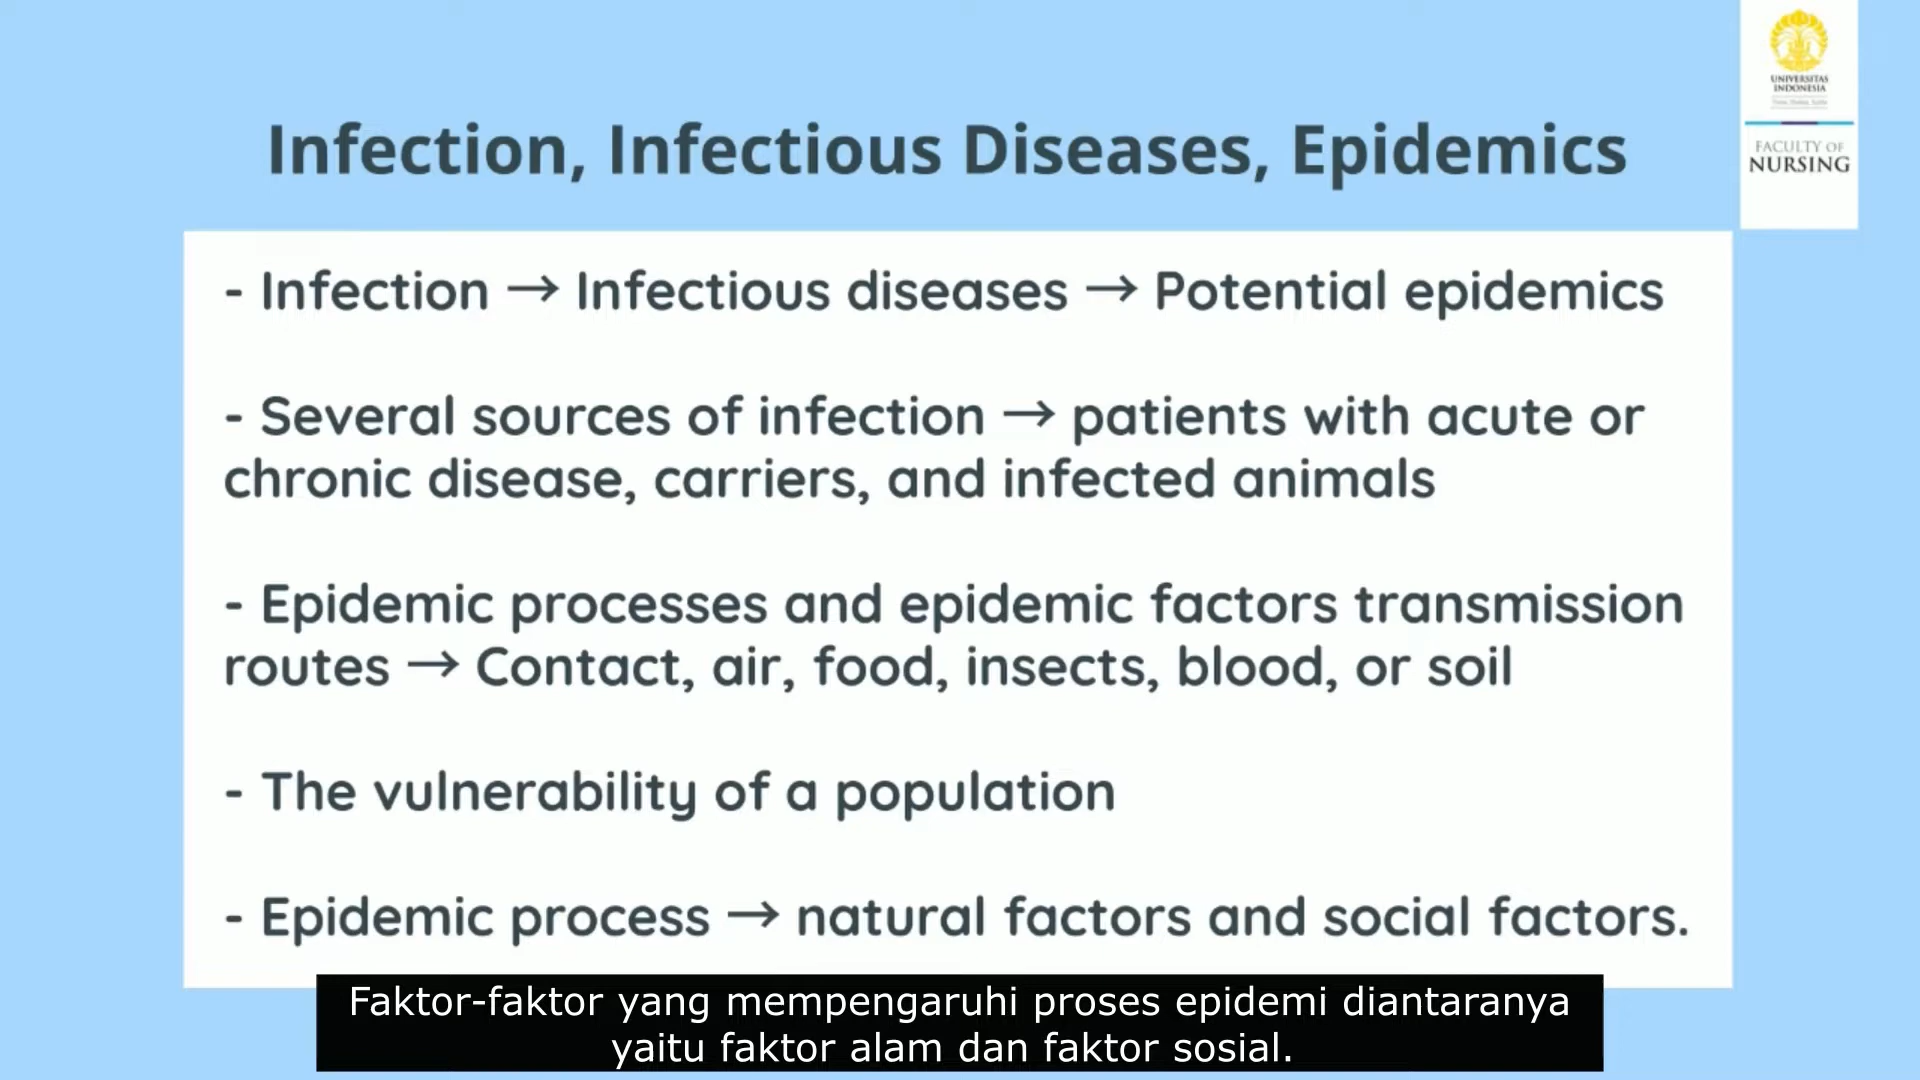 UNIVERSITAS
INDONESIA
FACULTY OF
NURSING
Infection, Infectious Diseases, Epidemics
- Infection → Infectious diseases → Potential epidemics
- Several sources of infection → patients with acute or
chronic disease, carriers, and infected animals
- Epidemic processes and epidemic factors transmission
routes → Contact, air, food, insects, blood, or soil
- The vulnerability of a population
- Epidemic process → natural factors and social factors.
Faktor-faktor yang mempengaruhi proses epidemi diantaranya
yaitu faktor alam dan faktor sosial.